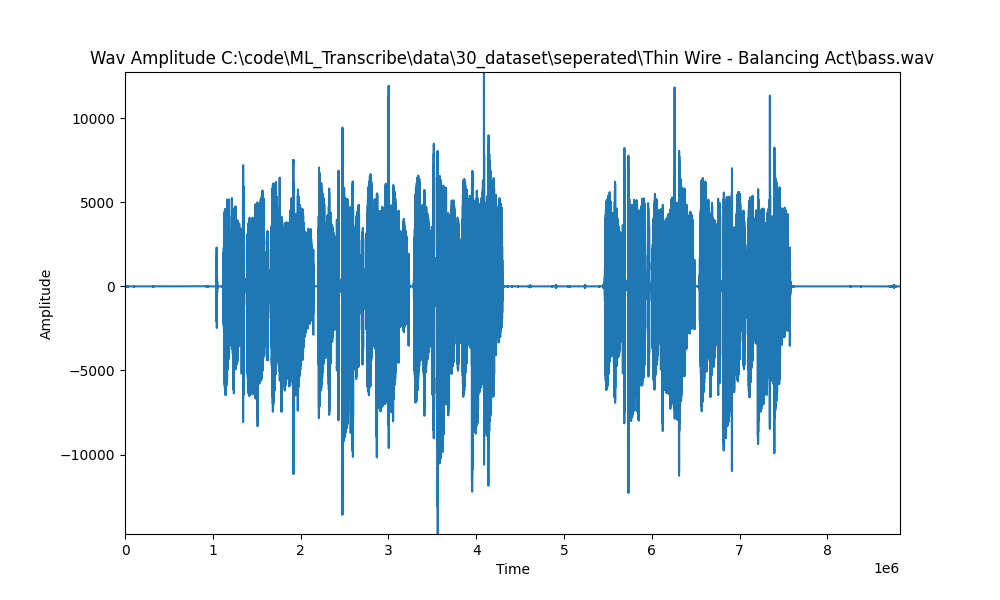 Wav Amplitude C:\code\ML_Transcribe\data\30_dataset\seperated\Thin Wire - Balancing Act\bass.wav
10000
5000
0
−5000
−10000
Amplitude
0 1 2 3 4 5 6 7 8
1e6
Time